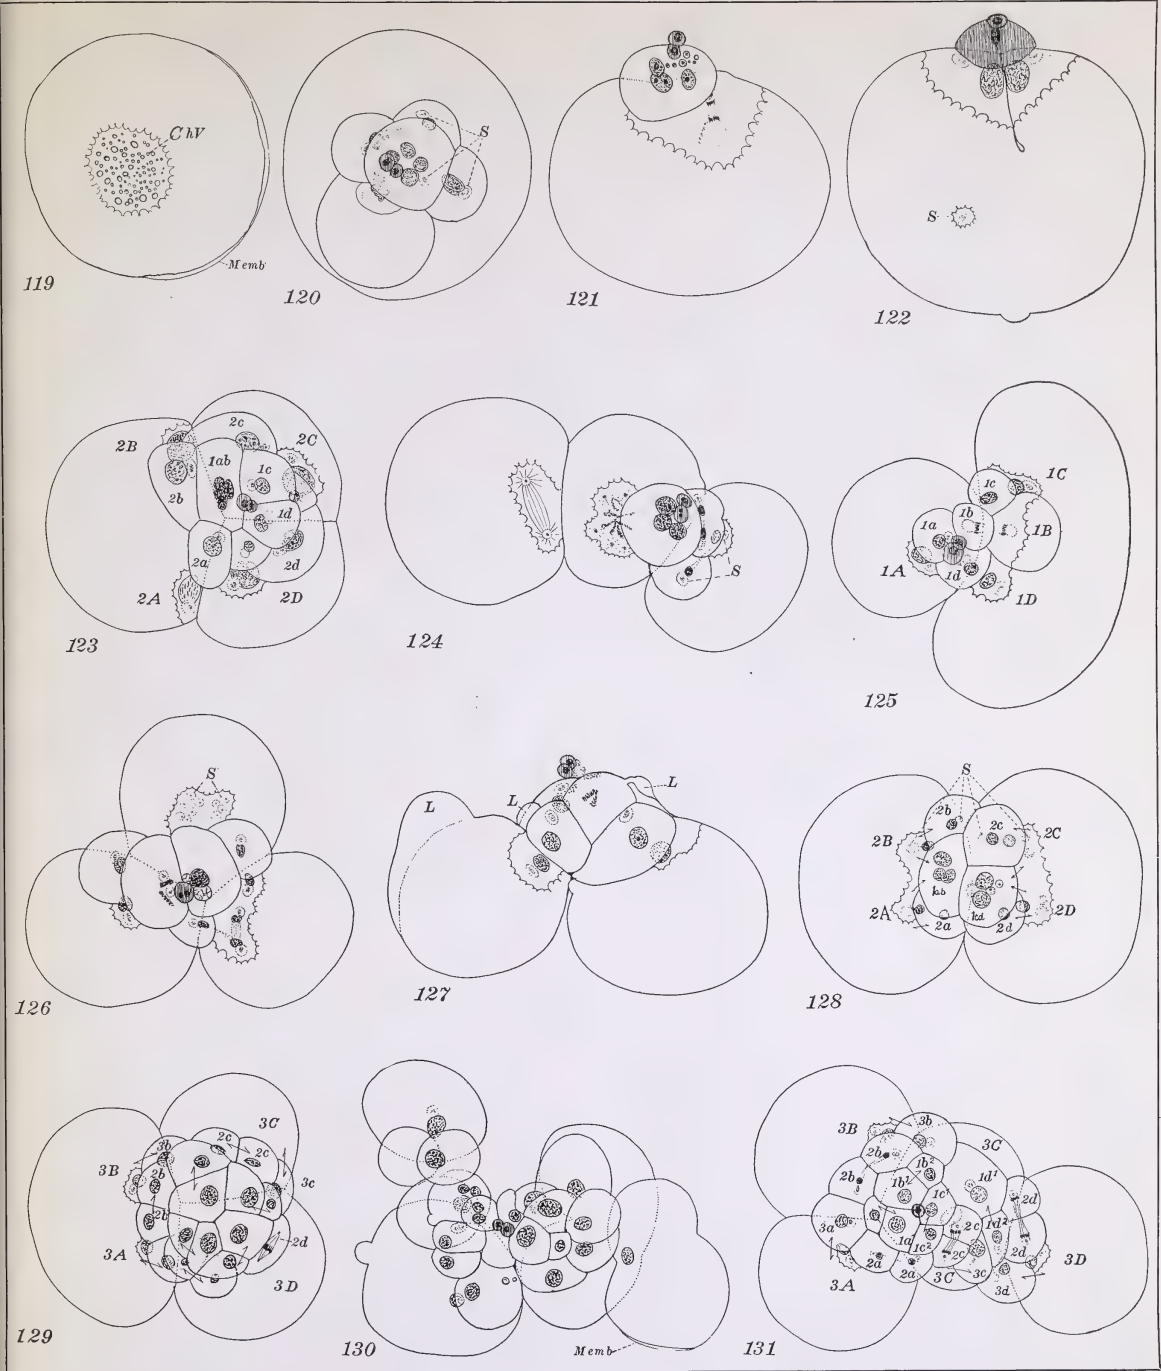 ChV
Memb
119
S
120
121
S
122
2B
2c
2C
1ab
1c
2b
1d
2a
2d
2A
2D
123
S
124
1C
1c
1b
1a
1B
1A
1d
1D
125
S
126
L
L
L
127
S
2b
2c
2B
2C
2A
2a
2d
2D
128
3C
2c
2c
3b
3B
2b
3c
2b
2d
3A
3D
129
Memb
130
3b
3B
3C
2b
1b²
1d¹
2b
1b¹
1c¹
2d
3a
2c
1d²
1a
2d
1c²
2c
3D
2a
3A
2a
3C
3c
3d
131